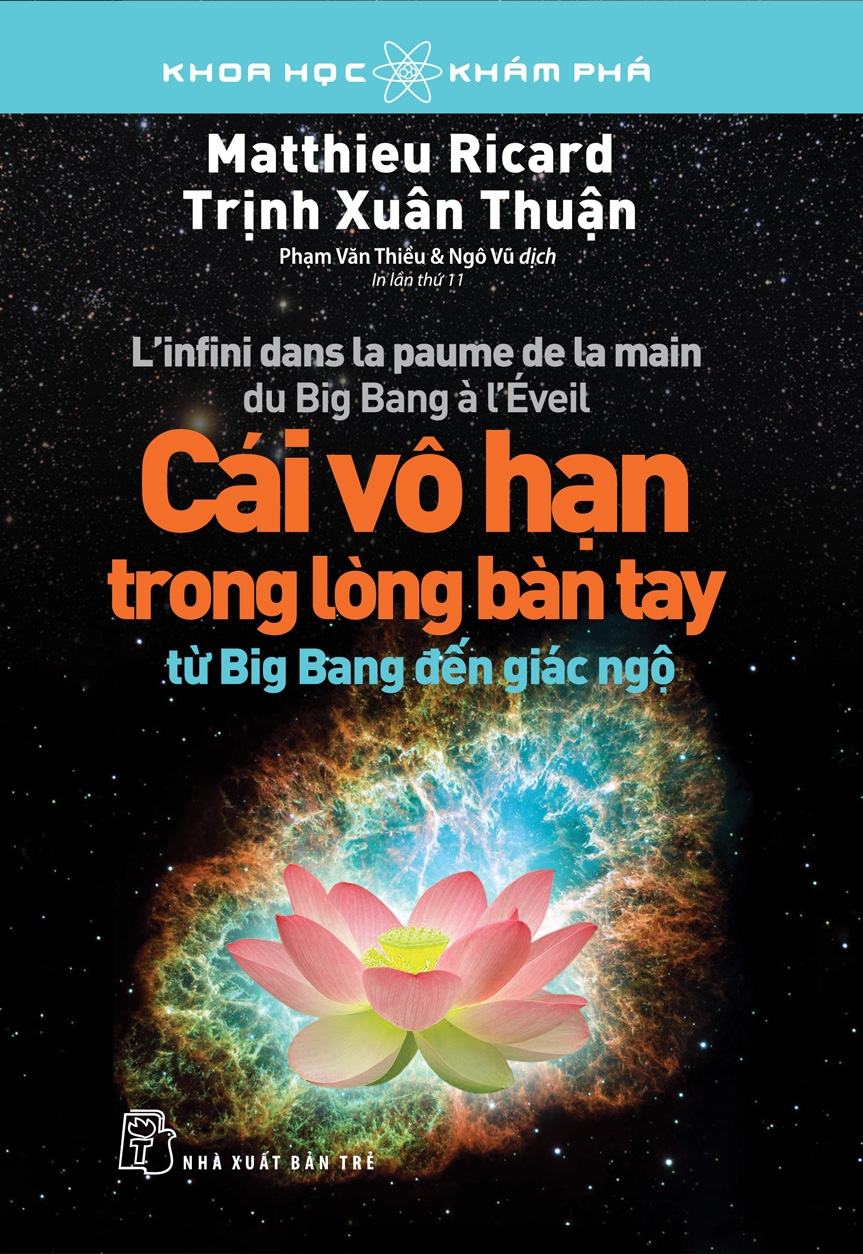 KHOA HỌC KHÁM PHÁ
Matthieu Ricard
Trịnh Xuân Thuận
Phạm Văn Thiều & Ngô Vũ dịch
In lần thứ 11
L'infini dans la paume de la main
du Big Bang à l'Éveil
Cái vô hạn
trong lòng bàn tay
từ Big Bang đến giác ngộ
T
NHÀ XUẤT BẢN TRẺ